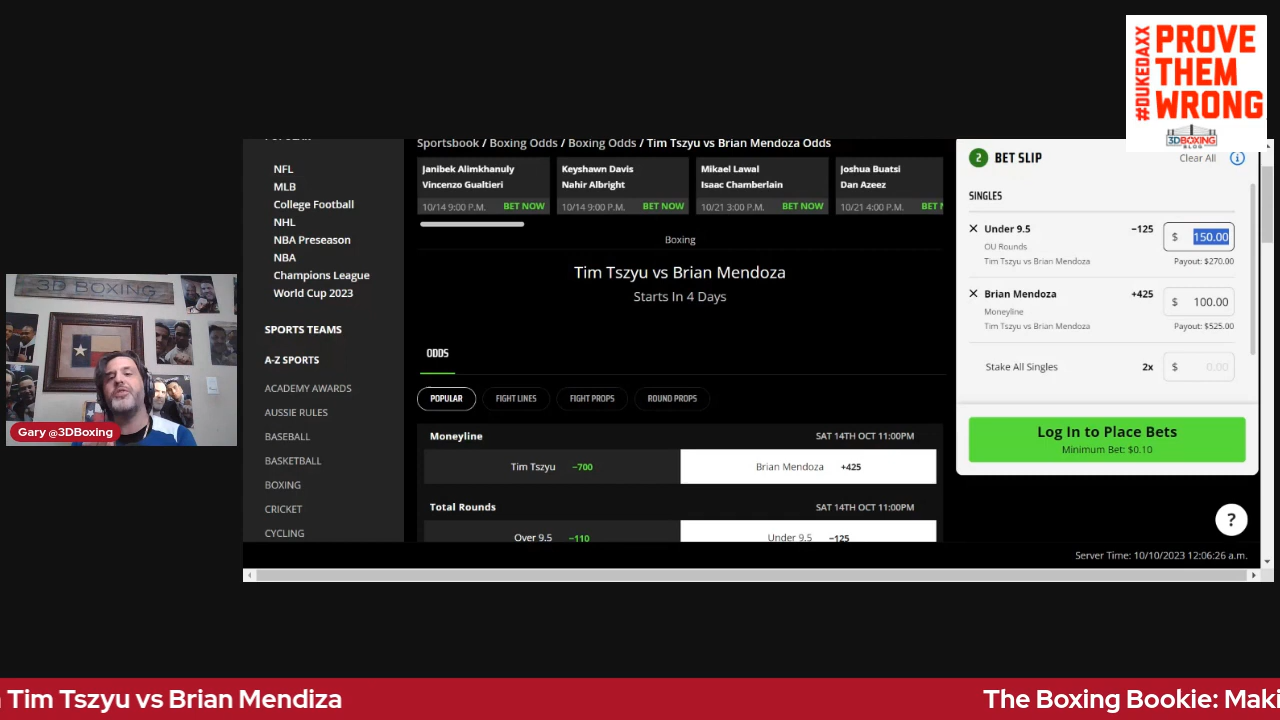 #DUKEDAXX
PROVE
THEM
WRONG
3DBOXING
BLOG
Sportsbook / Boxing Odds / Boxing Odds / Tim Tszyu vs Brian Mendoza Odds
NFL
MLB
College Football
NHL
NBA Preseason
NBA
Champions League
World Cup 2023
SPORTS TEAMS
A-Z SPORTS
ACADEMY AWARDS
AUSSIE RULES
BASEBALL
BASKETBALL
BOXING
CRICKET
CYCLING
Janibek Alimkhanuly
Vincenzo Gualtieri
10/14 9:00 P.M. BET NOW
Keyshawn Davis
Nahir Albright
10/14 9:00 P.M. BET NOW
Mikael Lawal
Isaac Chamberlain
10/21 3:00 P.M. BET NOW
Joshua Buatsi
Dan Azeez
10/21 4:00 P.M. BET N
Boxing
Tim Tszyu vs Brian Mendoza
Starts In 4 Days
ODDS
POPULAR FIGHT LINES FIGHT PROPS ROUND PROPS
Moneyline SAT 14TH OCT 11:00PM
Tim Tszyu −700 Brian Mendoza +425
Total Rounds SAT 14TH OCT 11:00PM
Over 9.5 −110 Under 9.5 −125
2 BET SLIP Clear All i
SINGLES
✕ Under 9.5 −125 $ 150.00
OU Rounds
Tim Tszyu vs Brian Mendoza Payout: $270.00
✕ Brian Mendoza +425 $ 100.00
Moneyline
Tim Tszyu vs Brian Mendoza Payout: $525.00
Stake All Singles 2x $ 0.00
Log In to Place Bets
Minimum Bet: $0.10
?
Server Time: 10/10/2023 12:06:26 a.m.
3D BOXING
Gary @3DBoxing
Tim Tszyu vs Brian Mendiza
The Boxing Bookie: Maki